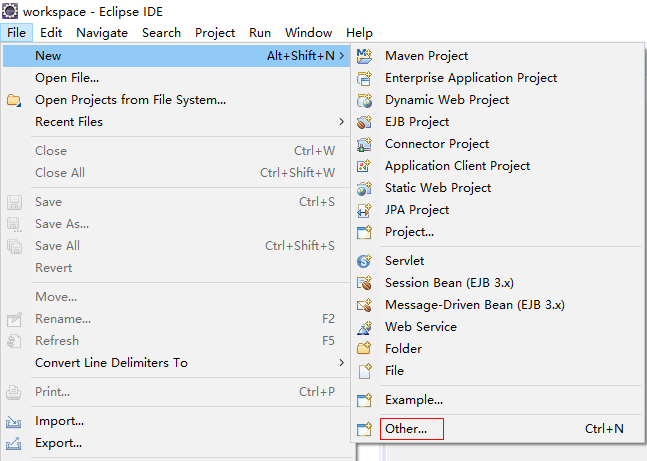 workspace - Eclipse IDE
File Edit Navigate Search Project Run Window Help
New Alt+Shift+N >
Open File...
Open Projects from File System...
Recent Files >
Close Ctrl+W
Close All Ctrl+Shift+W
Save Ctrl+S
Save As...
Save All Ctrl+Shift+S
Revert
Move...
Rename... F2
Refresh F5
Convert Line Delimiters To >
Print... Ctrl+P
Import...
Export...
Maven Project
Enterprise Application Project
Dynamic Web Project
EJB Project
Connector Project
Application Client Project
Static Web Project
JPA Project
Project...
Servlet
Session Bean (EJB 3.x)
Message-Driven Bean (EJB 3.x)
Web Service
Folder
File
Example...
Other... Ctrl+N